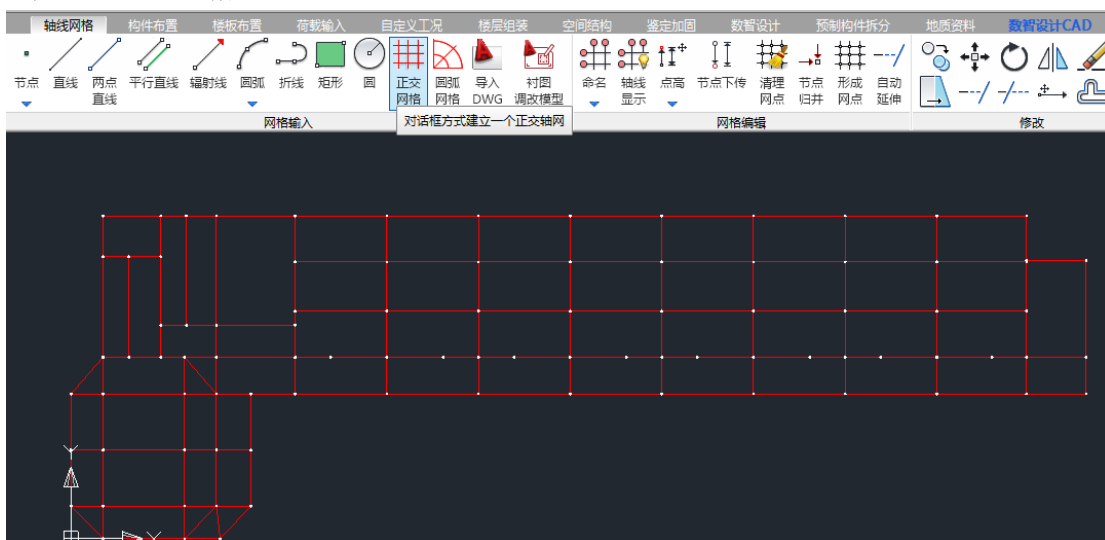 轴线网格 构件布置 楼板布置 荷载输入 自定义工况 楼层组装 空间结构 鉴定加固 数智设计 预制构件拆分 地质资料 数智设计CAD
节点 直线 两点直线 平行直线 辐射线 圆弧 折线 矩形 圆 正交网格 圆弧网格 导入DWG 衬图调改模型 命名 轴线显示 点高 节点下传 清理网点 节点归并 形成网点 自动延伸
网格输入 网格编辑 修改
对话框方式建立一个正交轴网
Y
X